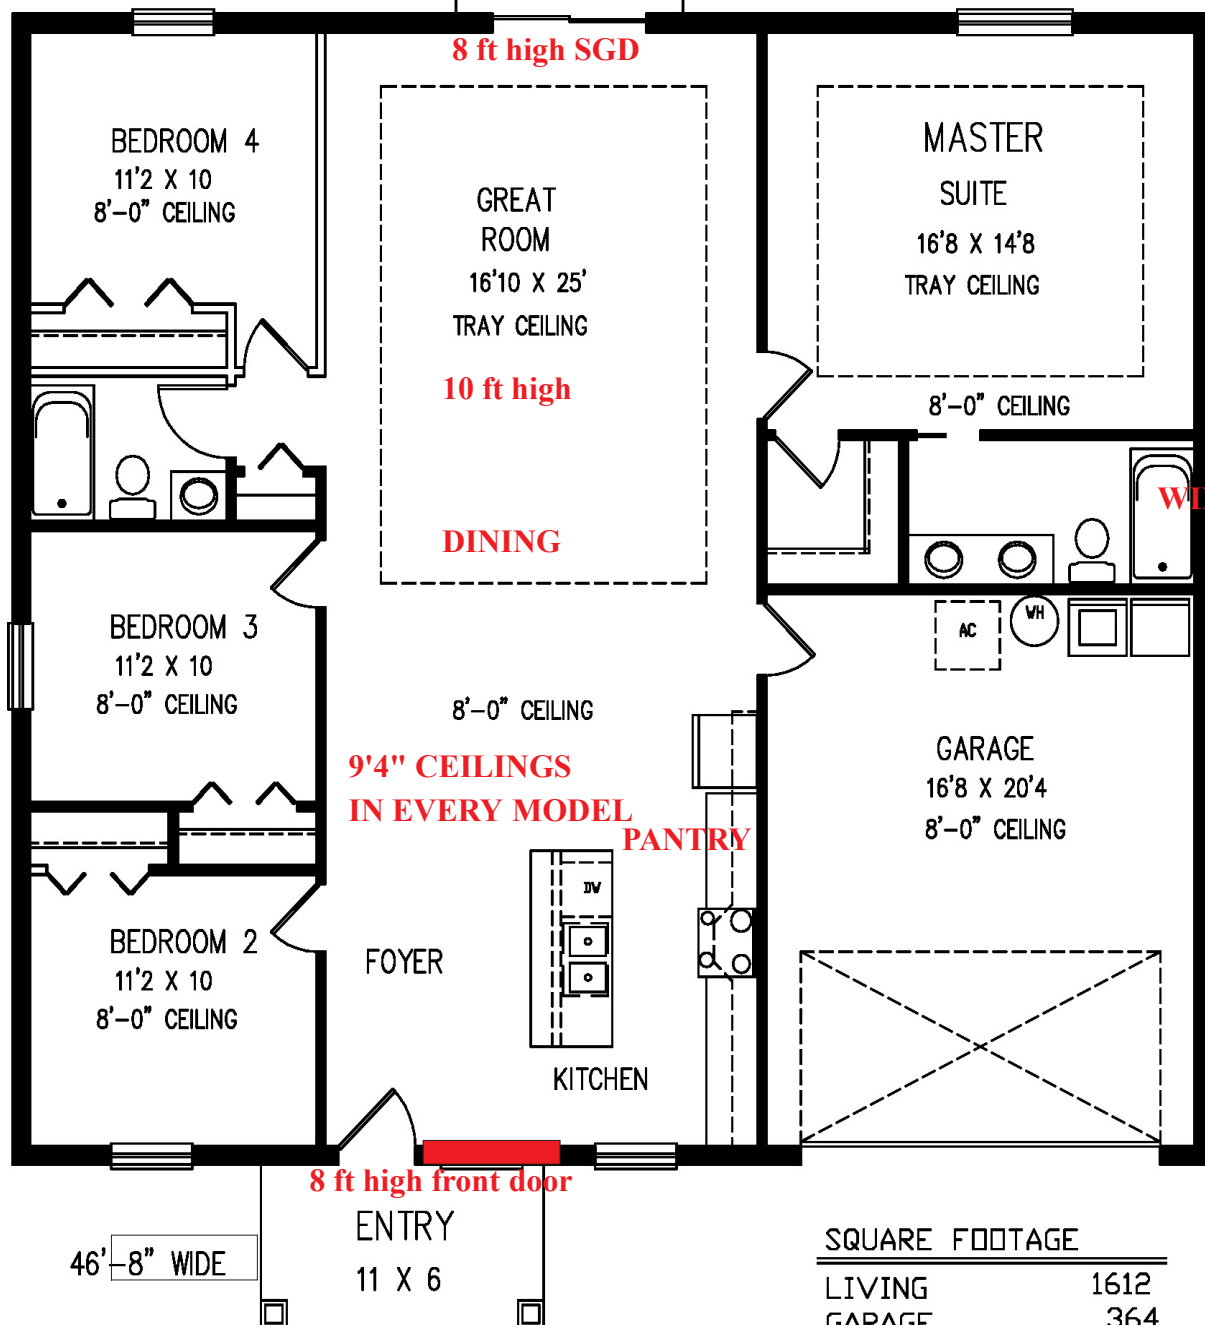 8 ft high SGD
BEDROOM 4
11'2 X 10
8'-0" CEILING
GREAT
ROOM
16'10 X 25'
TRAY CEILING
10 ft high
DINING
MASTER
SUITE
16'8 X 14'8
TRAY CEILING
8'-0" CEILING
BEDROOM 3
11'2 X 10
8'-0" CEILING
8'-0" CEILING
9'4" CEILINGS
IN EVERY MODEL
PANTRY
AC
WH
GARAGE
16'8 X 20'4
8'-0" CEILING
DW
BEDROOM 2
11'2 X 10
8'-0" CEILING
FOYER
KITCHEN
8 ft high front door
ENTRY
11 X 6
46'-8" WIDE
SQUARE FOOTAGE
LIVING 1612
GARAGE 364